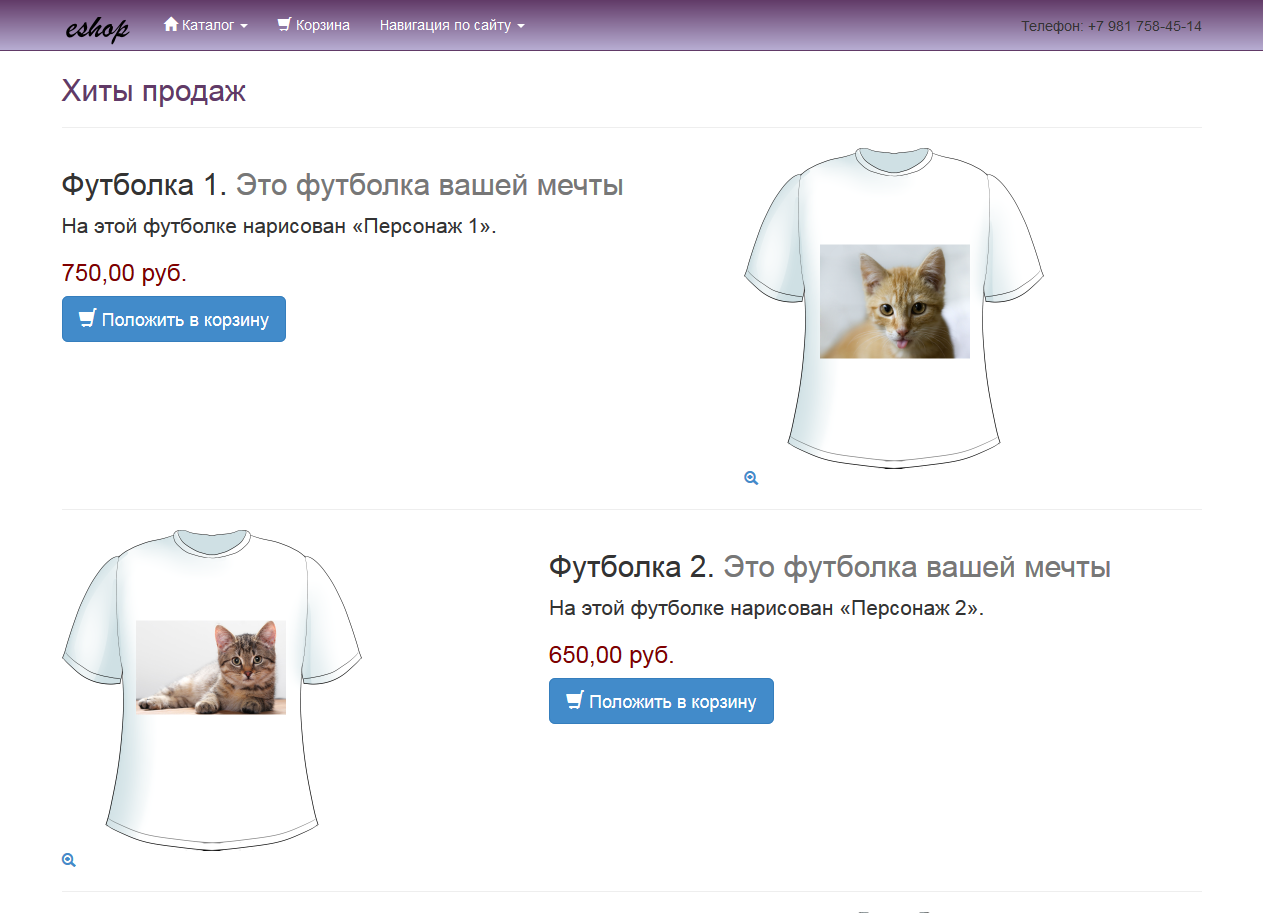 eshop Каталог Корзина Навигация по сайту Телефон: +7 981 758-45-14
Хиты продаж
Футболка 1. Это футболка вашей мечты
На этой футболке нарисован «Персонаж 1».
750,00 руб.
Положить в корзину
Футболка 2. Это футболка вашей мечты
На этой футболке нарисован «Персонаж 2».
650,00 руб.
Положить в корзину